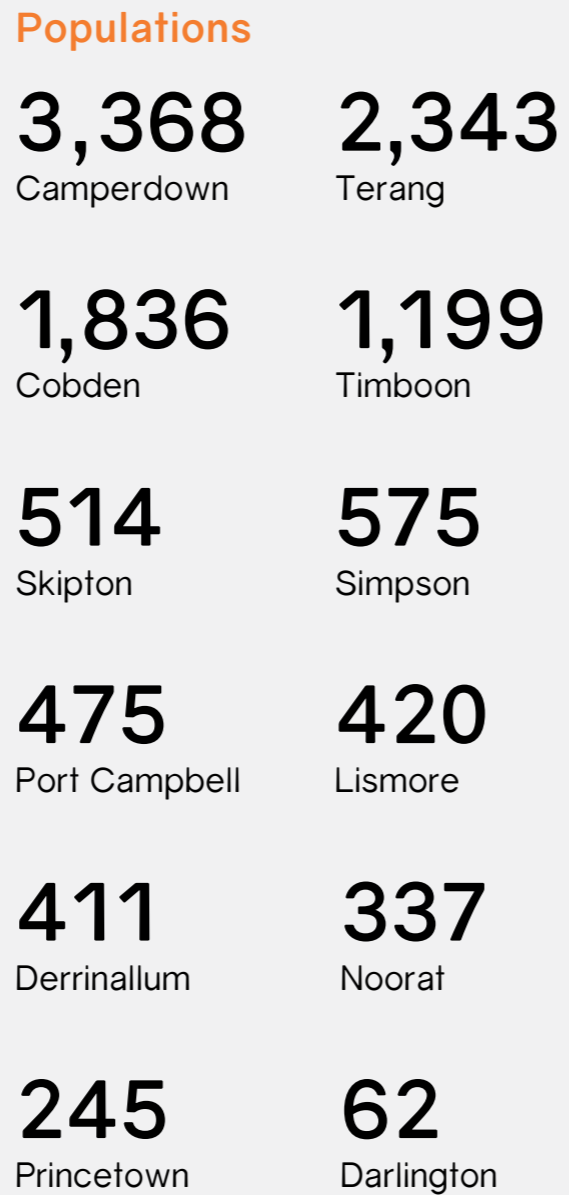 Populations
3,368 2,343
Camperdown Terang
1,836 1,199
Cobden Timboon
514 575
Skipton Simpson
475 420
Port Campbell Lismore
411 337
Derrinallum Noorat
245 62
Princetown Darlington